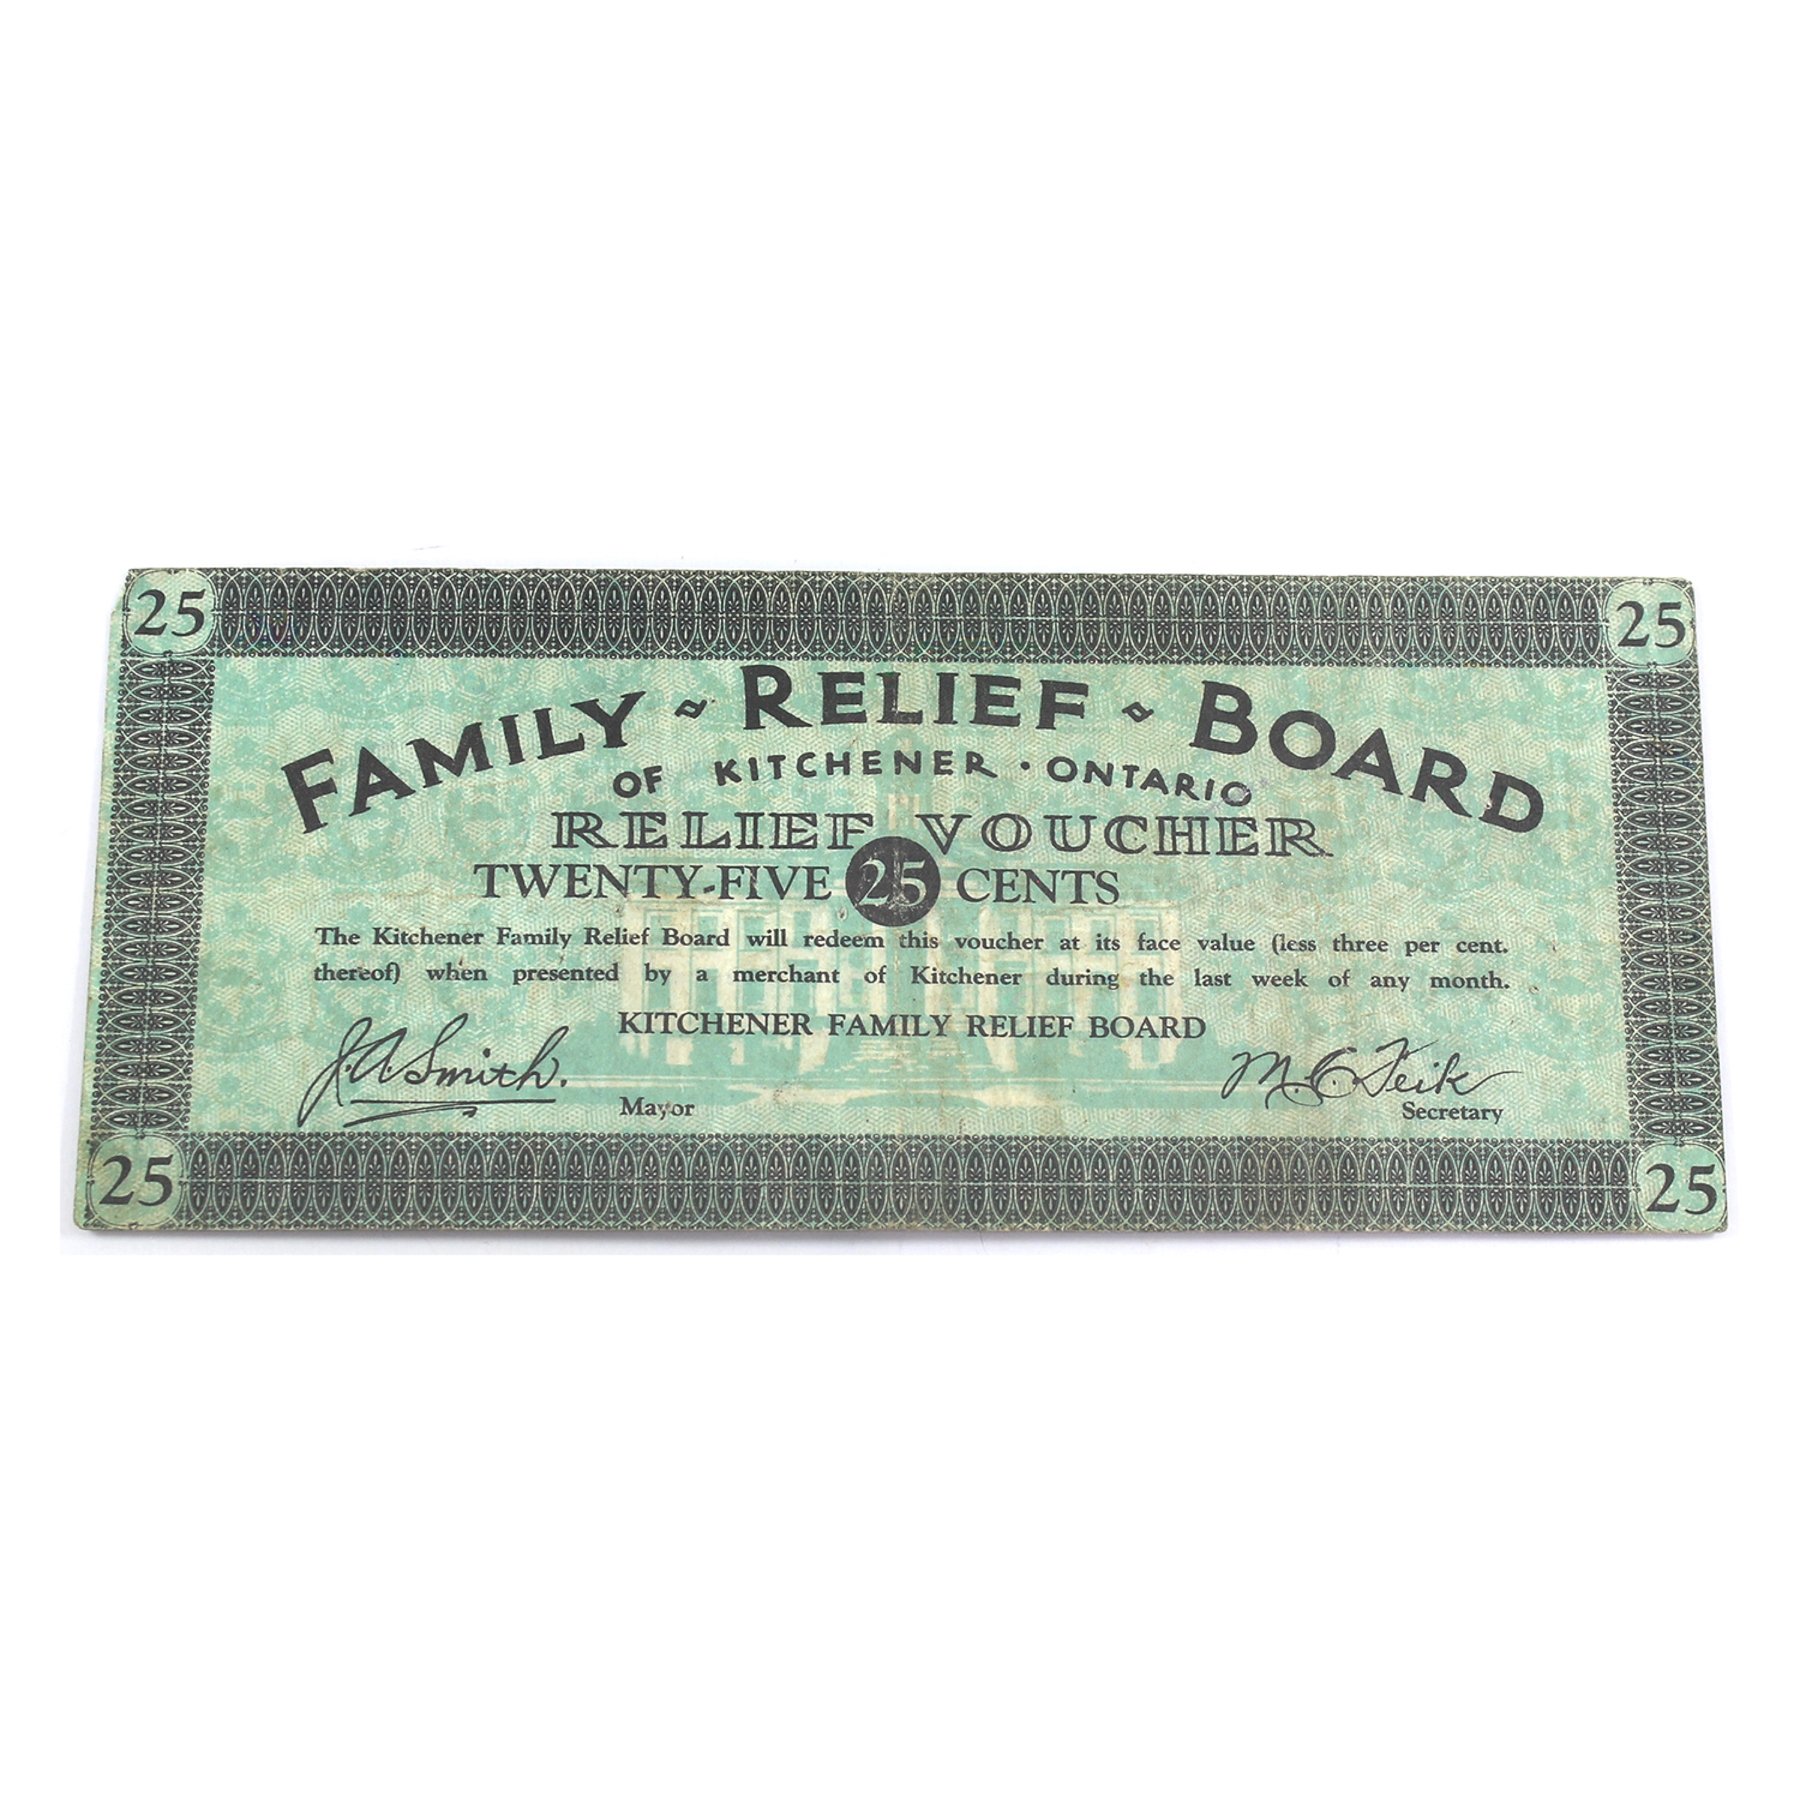 25 25
FAMILY ~ RELIEF ~ BOARD
OF KITCHENER · ONTARIO
RELIEF VOUCHER
TWENTY-FIVE 25 CENTS
The Kitchener Family Relief Board will redeem this voucher at its face value (less three per cent.
thereof) when presented by a merchant of Kitchener during the last week of any month.
KITCHENER FAMILY RELIEF BOARD
J. A. Smith. M. C.
Mayor Secretary
25 25